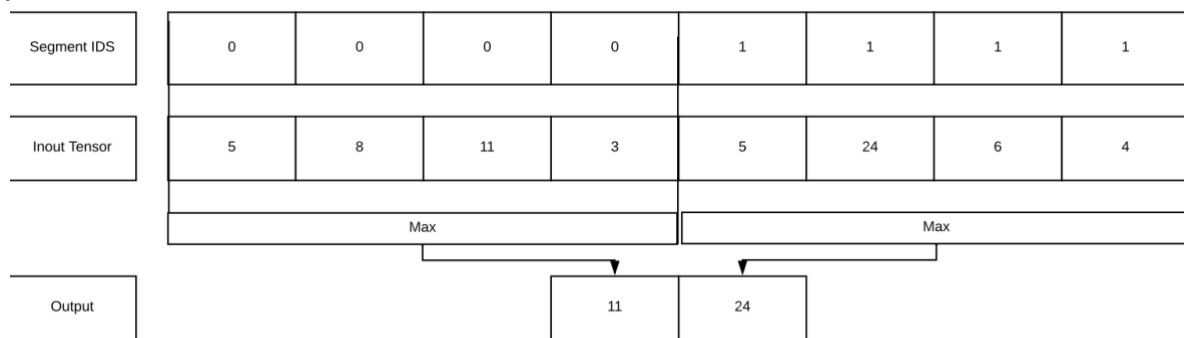 Segment IDS 0 0 0 0 1 1 1 1
Inout Tensor 5 8 11 3 5 24 6 4
Max Max
Output 11 24